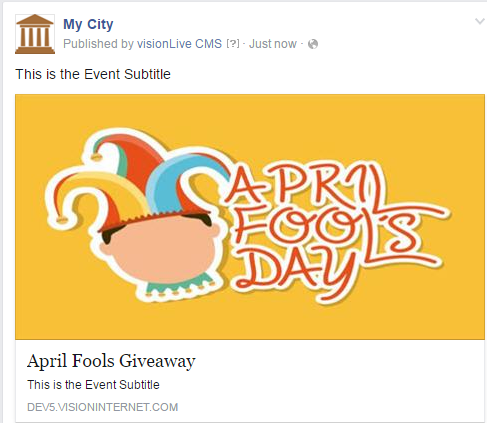 My City
Published by visionLive CMS [?] · Just now ·
This is the Event Subtitle
APRIL
FOOL'S
DAY
April Fools Giveaway
This is the Event Subtitle
DEV5.VISIONINTERNET.COM